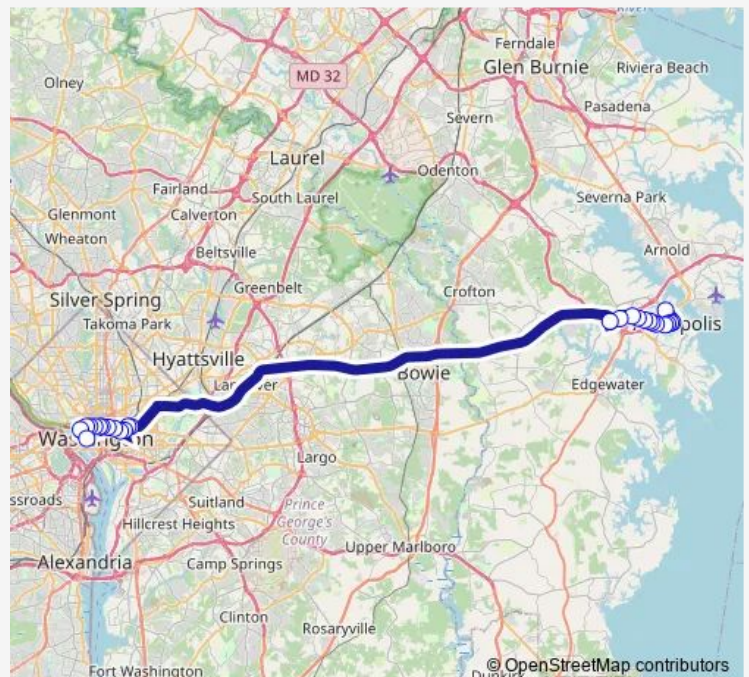 Ferndale
Glen Burnie
Riviera Beach
MD 32
Olney
Pasadena
Severn
Laurel
Odenton
Fairland
South Laurel
Severna Park
Glenmont
Calverton
Wheaton
Beltsville
Arnold
Greenbelt
Crofton
Silver Spring
Takoma Park
polis
Hyattsville
Bowie
Edgewater
Largo
ssroads
Suitland
Prince
George's
County
Hillcrest Heights
Upper Marlboro
Alexandria
Camp Springs
Clinton
Rosaryville
Fort Washington
© OpenStreetMap contributors